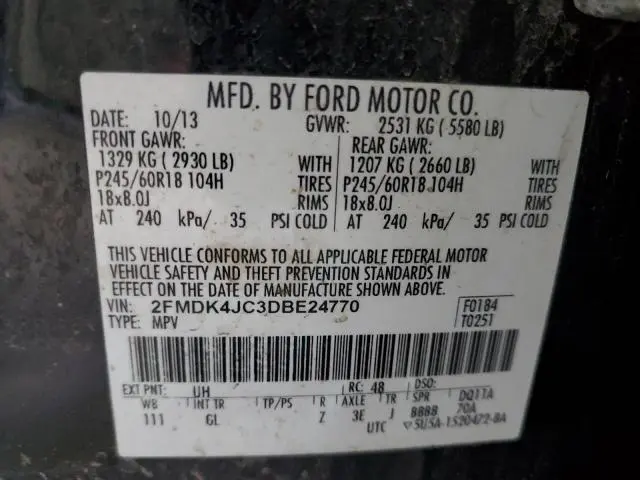 MFD. BY FORD MOTOR CO.
DATE: 10/13 GVWR: 2531 KG ( 5580 LB)
FRONT GAWR: REAR GAWR:
1329 KG ( 2930 LB) WITH 1207 KG ( 2660 LB) WITH
P245/60R18 104H TIRES P245/60R18 104H TIRES
18x8.0J RIMS 18x8.0J RIMS
AT 240 kPa/ 35 PSI COLD AT 240 kPa/ 35 PSI COLD
THIS VEHICLE CONFORMS TO ALL APPLICABLE FEDERAL MOTOR
VEHICLE SAFETY AND THEFT PREVENTION STANDARDS IN
EFFECT ON THE DATE OF MANUFACTURE SHOWN ABOVE.
VIN: 2FMDK4JC3DBE24770 F0184
TYPE: MPV T0251
EXT PNT: UH RC: 48 DSO:
WB INT TR TP/PS R AXLE TR SPR DQ11A
111 GL Z 3E J 8888 70A
UTC 5U5A-1520472-BA